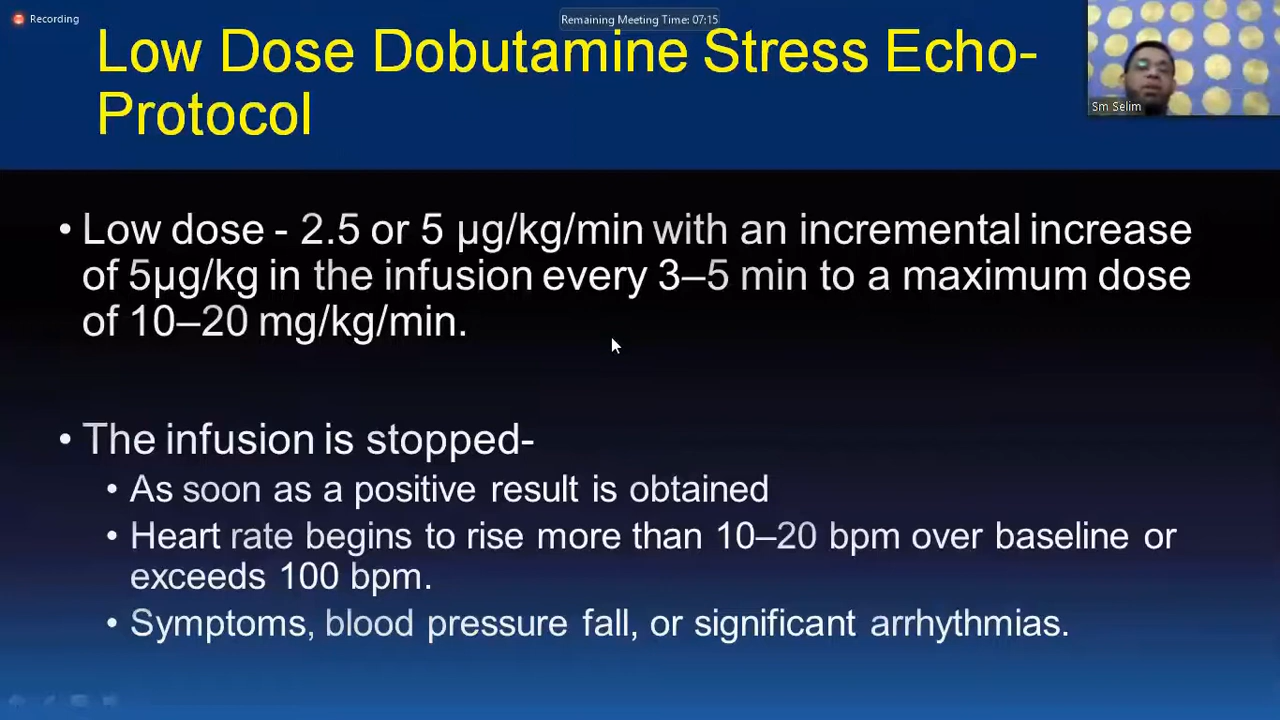 Recording
Remaining Meeting Time: 07:15
Low Dose Dobutamine Stress Echo-
Protocol
Sm Selim
• Low dose - 2.5 or 5 µg/kg/min with an incremental increase
of 5µg/kg in the infusion every 3–5 min to a maximum dose
of 10–20 mg/kg/min.
• The infusion is stopped-
• As soon as a positive result is obtained
• Heart rate begins to rise more than 10–20 bpm over baseline or
exceeds 100 bpm.
• Symptoms, blood pressure fall, or significant arrhythmias.